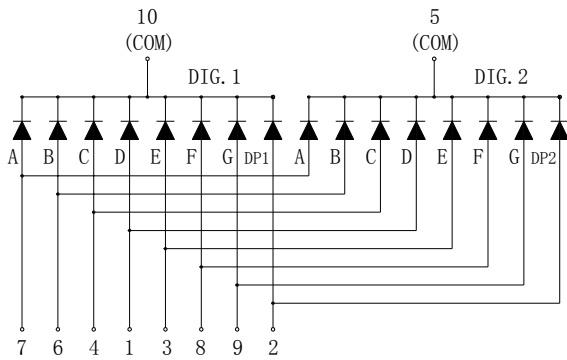 10 5
(COM) (COM)
DIG.1 DIG.2
A B C D E F G DP1 A B C D E F G DP2
7 6 4 1 3 8 9 2